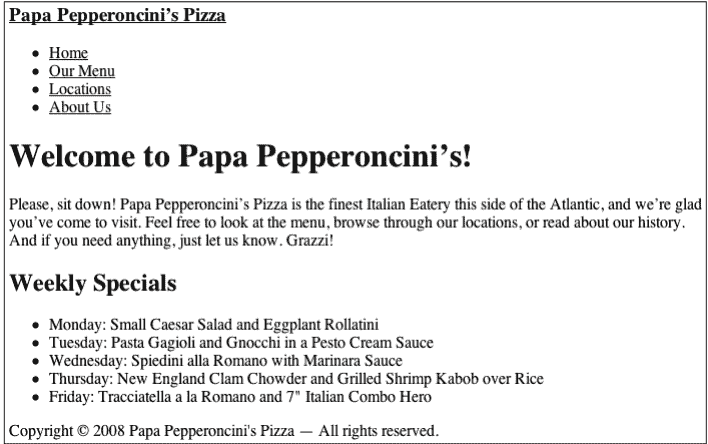 Papa Pepperoncini’s Pizza
Home
Our Menu
Locations
About Us
Welcome to Papa Pepperoncini’s!
Please, sit down! Papa Pepperoncini’s Pizza is the finest Italian Eatery this side of the Atlantic, and we’re glad
you’ve come to visit. Feel free to look at the menu, browse through our locations, or read about our history.
And if you need anything, just let us know. Grazzi!
Weekly Specials
Monday: Small Caesar Salad and Eggplant Rollatini
Tuesday: Pasta Gagioli and Gnocchi in a Pesto Cream Sauce
Wednesday: Spiedini alla Romano with Marinara Sauce
Thursday: New England Clam Chowder and Grilled Shrimp Kabob over Rice
Friday: Tracciatella a la Romano and 7" Italian Combo Hero
Copyright © 2008 Papa Pepperoncini's Pizza — All rights reserved.